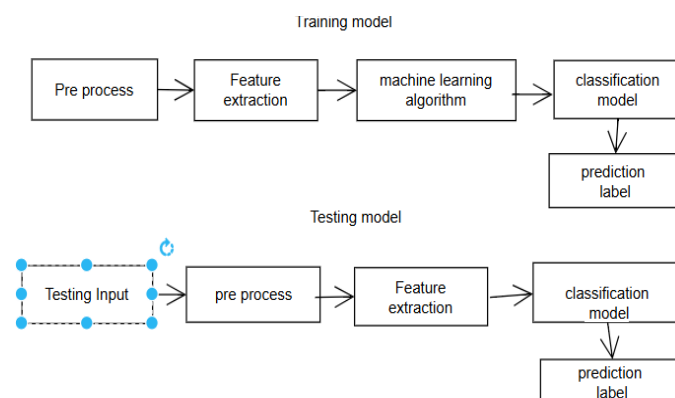 Training model
Pre process
Feature
extraction
machine learning
algorithm
classification
model
prediction
label
Testing model
Testing Input
pre process
Feature
extraction
classification
model
prediction
label